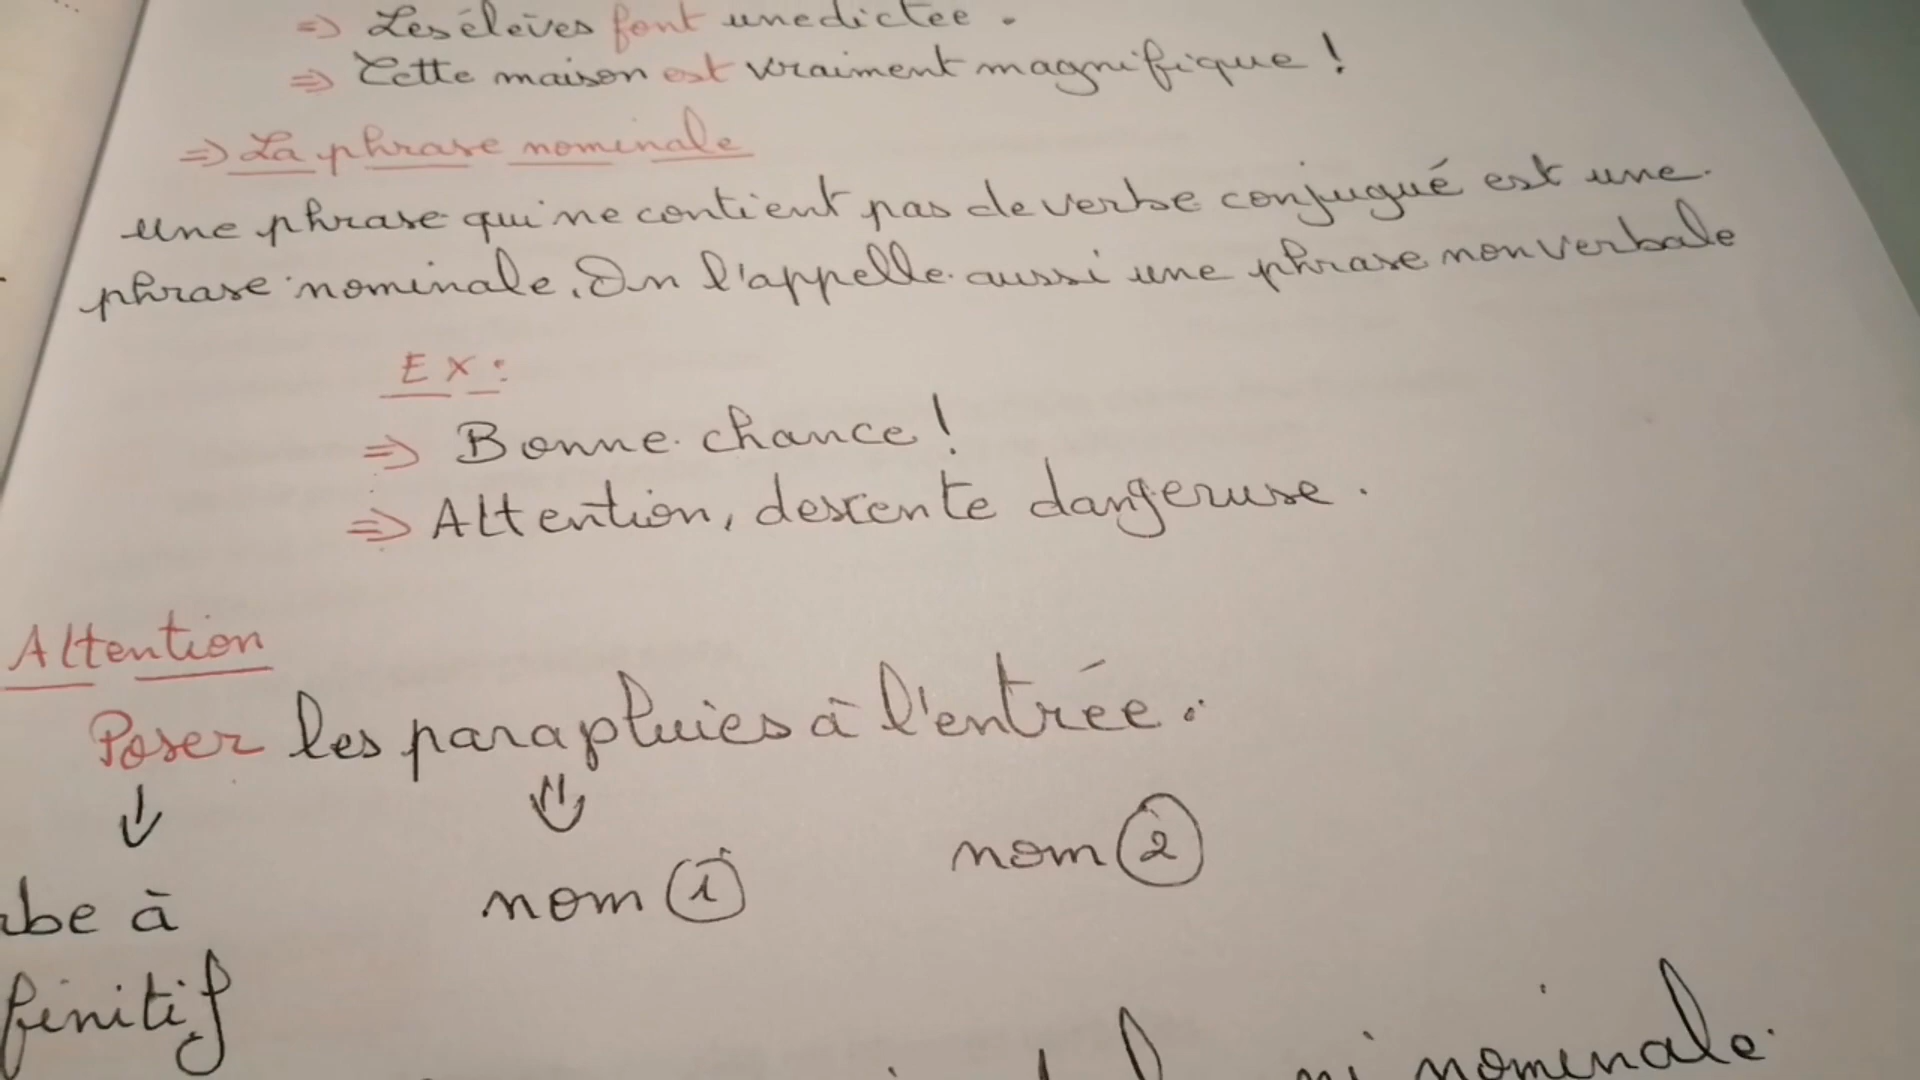 => Les élèves font une dictée.
=> Cette maison est vraiment magnifique !
=> La phrase nominale
une phrase qui ne contient pas de verbe conjugué est une
phrase nominale. On l'appelle aussi une phrase non verbale
EX :
=> Bonne chance !
=> Attention, descente dangeruse.
Attention
Poser les parapluies à l'entrée.
nom 1 nom 2
be à
finitif
ni nominale.